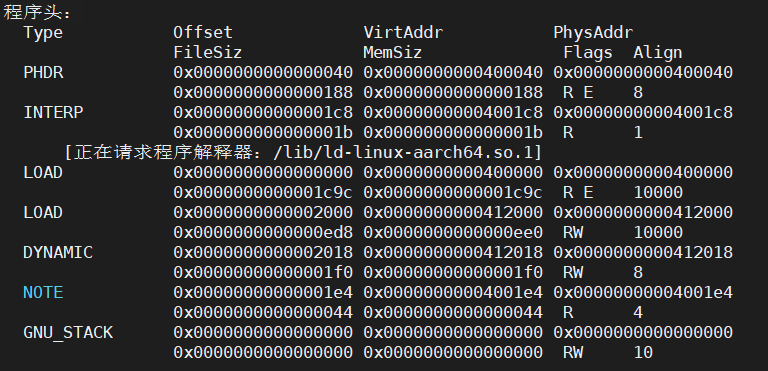 程序头：
Type Offset VirtAddr PhysAddr
FileSiz MemSiz Flags Align
PHDR 0x0000000000000040 0x0000000000400040 0x0000000000400040
0x0000000000000188 0x0000000000000188 R E 8
INTERP 0x00000000000001c8 0x00000000004001c8 0x00000000004001c8
0x000000000000001b 0x000000000000001b R 1
[正在请求程序解释器：/lib/ld-linux-aarch64.so.1]
LOAD 0x0000000000000000 0x0000000000400000 0x0000000000400000
0x0000000000001c9c 0x0000000000001c9c R E 10000
LOAD 0x0000000000002000 0x0000000000412000 0x0000000000412000
0x0000000000000ed8 0x0000000000000ee0 RW 10000
DYNAMIC 0x0000000000002018 0x0000000000412018 0x0000000000412018
0x00000000000001f0 0x00000000000001f0 RW 8
NOTE 0x00000000000001e4 0x00000000004001e4 0x00000000004001e4
0x0000000000000044 0x0000000000000044 R 4
GNU_STACK 0x0000000000000000 0x0000000000000000 0x0000000000000000
0x0000000000000000 0x0000000000000000 RW 10